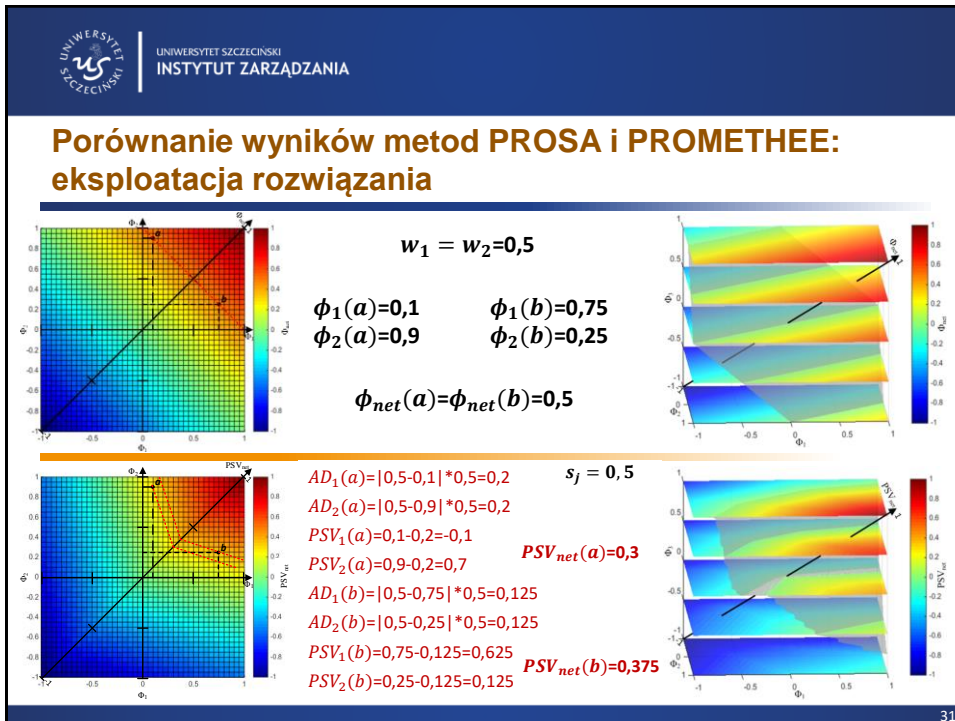 UNIWERSYTET SZCZECIŃSKI
UNIWERSYTET SZCZECIŃSKI
INSTYTUT ZARZĄDZANIA
Porównanie wyników metod PROSA i PROMETHEE:
eksploatacja rozwiązania
w₁ = w₂=0,5
ϕ₁(a)=0,1 ϕ₁(b)=0,75
ϕ₂(a)=0,9 ϕ₂(b)=0,25
ϕnet(a)=ϕnet(b)=0,5
AD₁(a)=|0,5-0,1|*0,5=0,2
sⱼ = 0,5
AD₂(a)=|0,5-0,9|*0,5=0,2
PSV₁(a)=0,1-0,2=-0,1
PSVnet(a)=0,3
PSV₂(a)=0,9-0,2=0,7
AD₁(b)=|0,5-0,75|*0,5=0,125
AD₂(b)=|0,5-0,25|*0,5=0,125
PSV₁(b)=0,75-0,125=0,625
PSVnet(b)=0,375
PSV₂(b)=0,25-0,125=0,125
31